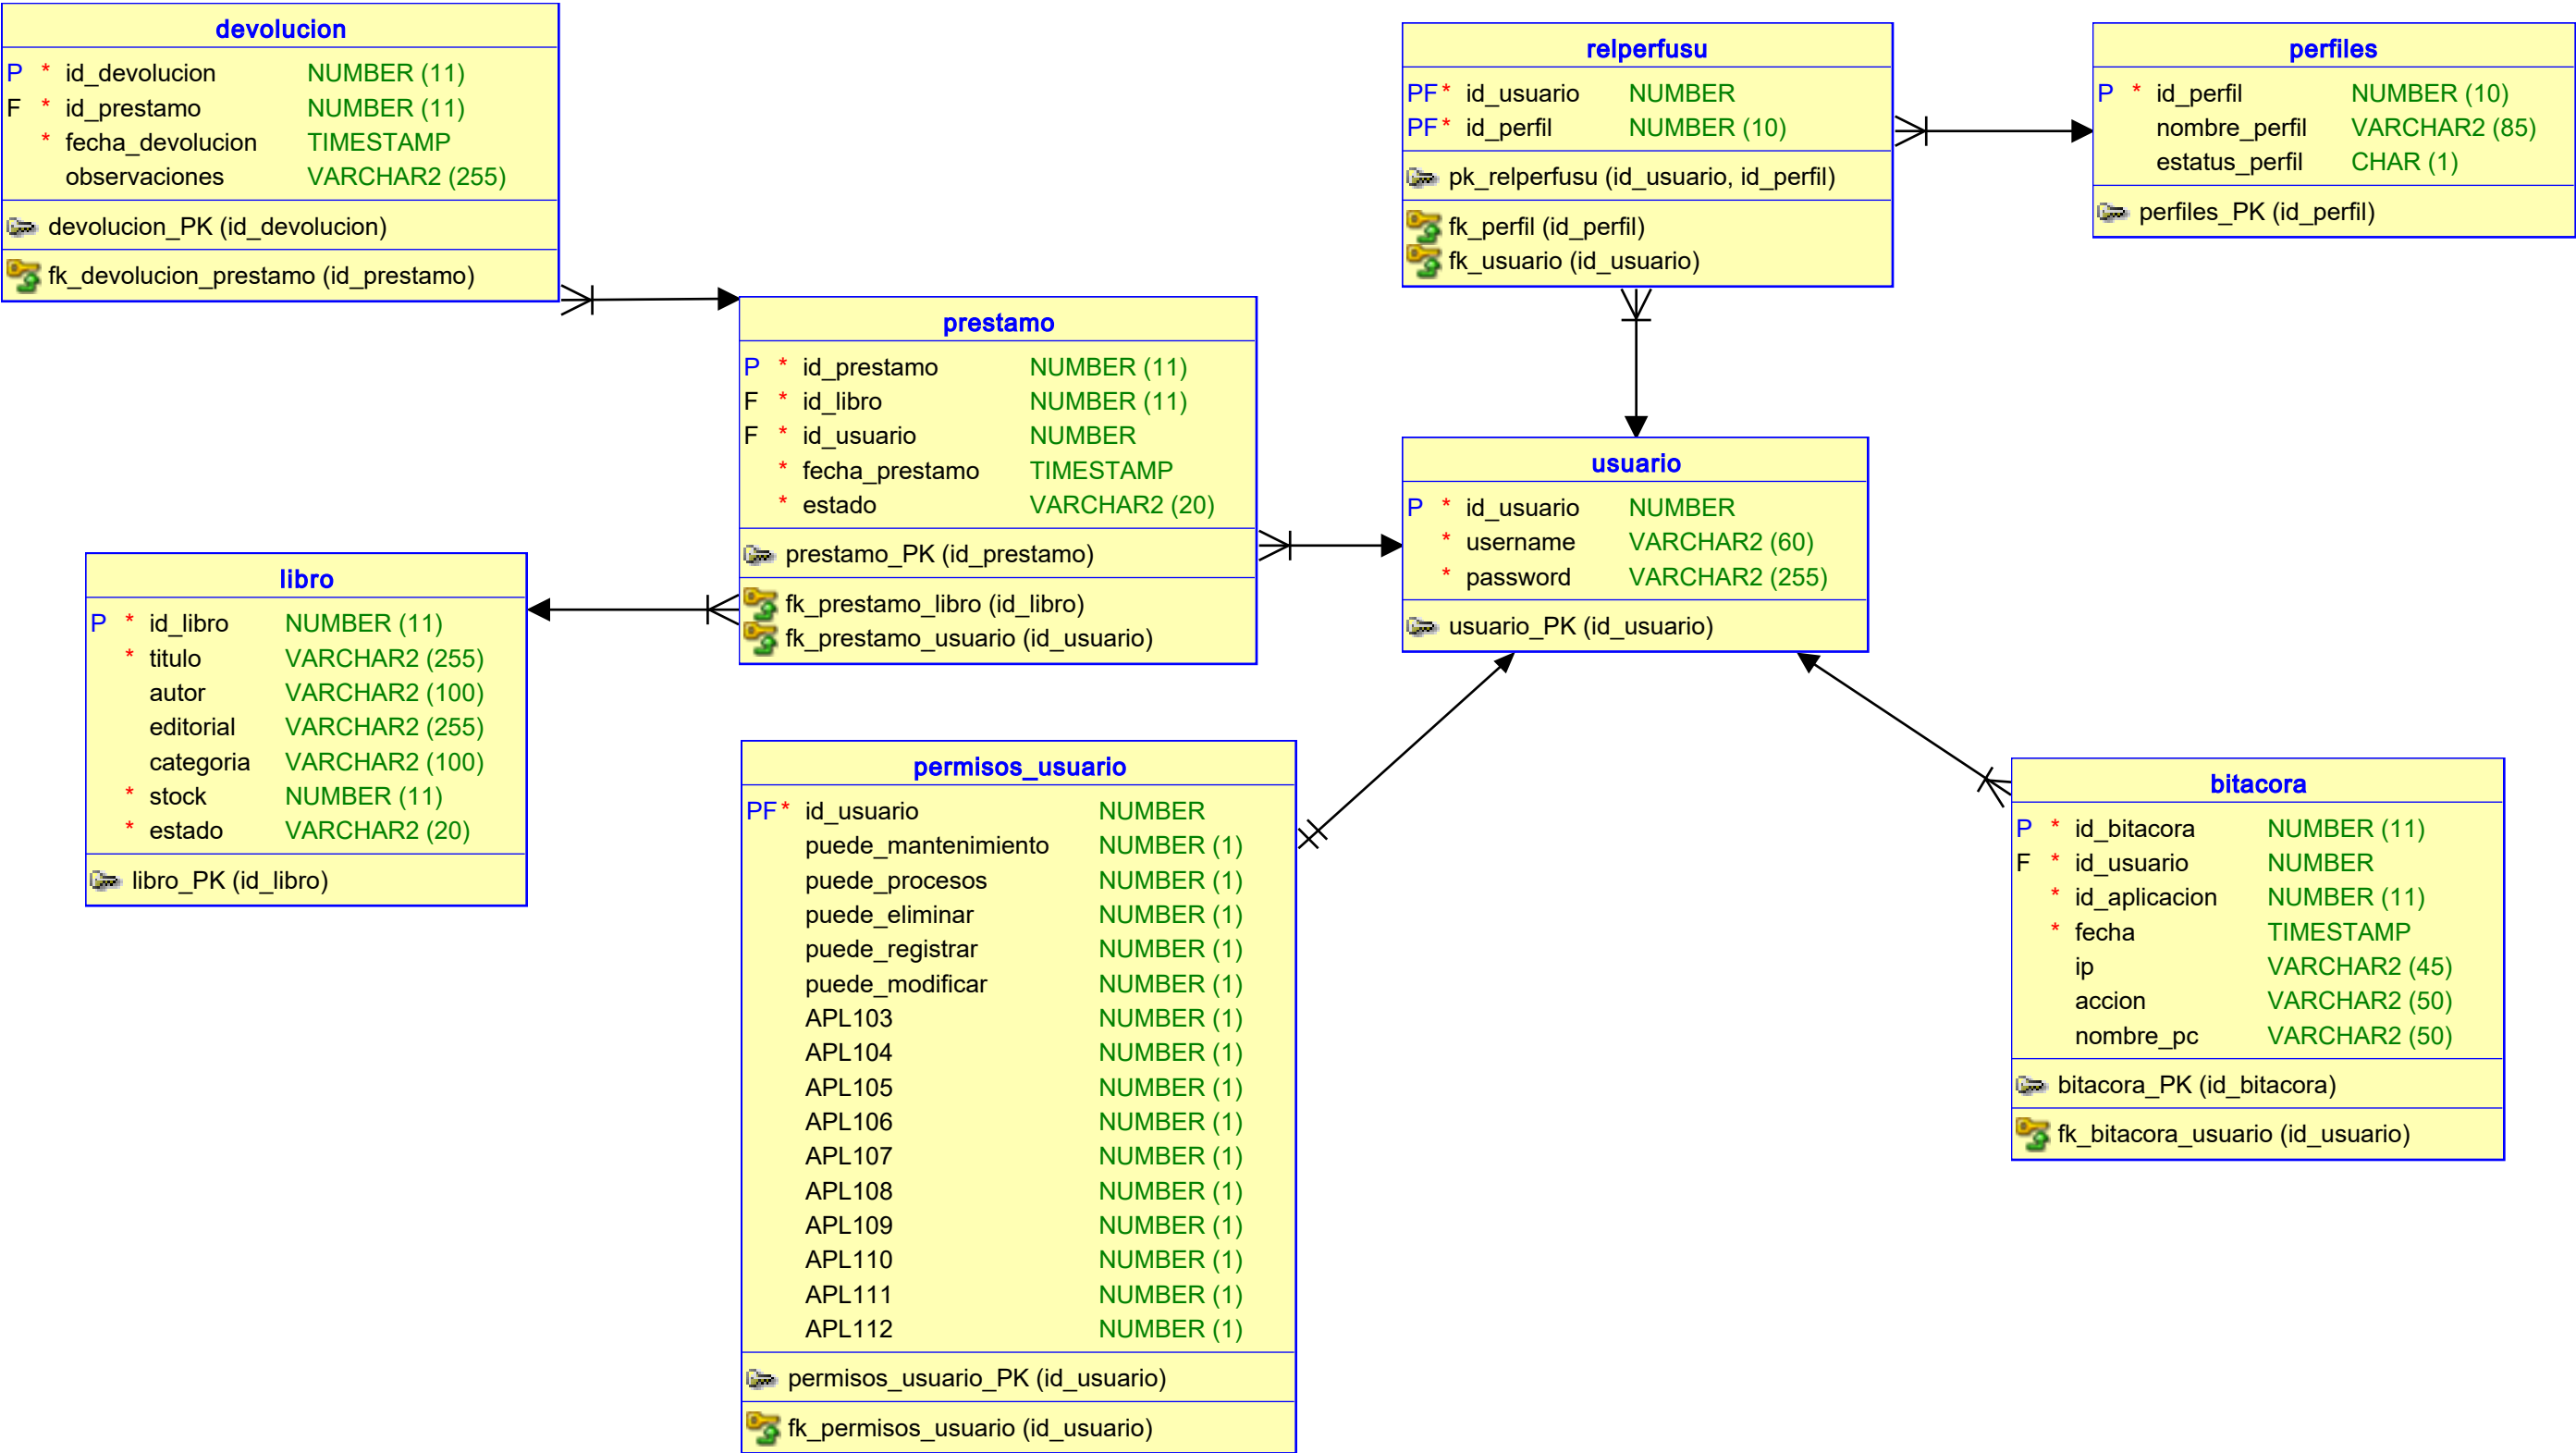 devolucion
P * id_devolucion NUMBER (11)
F * id_prestamo NUMBER (11)
* fecha_devolucion TIMESTAMP
observaciones VARCHAR2 (255)
devolucion_PK (id_devolucion)
fk_devolucion_prestamo (id_prestamo)
relperfusu
PF * id_usuario NUMBER
PF * id_perfil NUMBER (10)
pk_relperfusu (id_usuario, id_perfil)
fk_perfil (id_perfil)
fk_usuario (id_usuario)
perfiles
P * id_perfil NUMBER (10)
nombre_perfil VARCHAR2 (85)
estatus_perfil CHAR (1)
perfiles_PK (id_perfil)
prestamo
P * id_prestamo NUMBER (11)
F * id_libro NUMBER (11)
F * id_usuario NUMBER
* fecha_prestamo TIMESTAMP
* estado VARCHAR2 (20)
prestamo_PK (id_prestamo)
fk_prestamo_libro (id_libro)
fk_prestamo_usuario (id_usuario)
usuario
P * id_usuario NUMBER
* username VARCHAR2 (60)
* password VARCHAR2 (255)
usuario_PK (id_usuario)
libro
P * id_libro NUMBER (11)
* titulo VARCHAR2 (255)
autor VARCHAR2 (100)
editorial VARCHAR2 (255)
categoria VARCHAR2 (100)
* stock NUMBER (11)
* estado VARCHAR2 (20)
libro_PK (id_libro)
permisos_usuario
PF * id_usuario NUMBER
puede_mantenimiento NUMBER (1)
puede_procesos NUMBER (1)
puede_eliminar NUMBER (1)
puede_registrar NUMBER (1)
puede_modificar NUMBER (1)
APL103 NUMBER (1)
APL104 NUMBER (1)
APL105 NUMBER (1)
APL106 NUMBER (1)
APL107 NUMBER (1)
APL108 NUMBER (1)
APL109 NUMBER (1)
APL110 NUMBER (1)
APL111 NUMBER (1)
APL112 NUMBER (1)
permisos_usuario_PK (id_usuario)
fk_permisos_usuario (id_usuario)
bitacora
P * id_bitacora NUMBER (11)
F * id_usuario NUMBER
* id_aplicacion NUMBER (11)
* fecha TIMESTAMP
ip VARCHAR2 (45)
accion VARCHAR2 (50)
nombre_pc VARCHAR2 (50)
bitacora_PK (id_bitacora)
fk_bitacora_usuario (id_usuario)